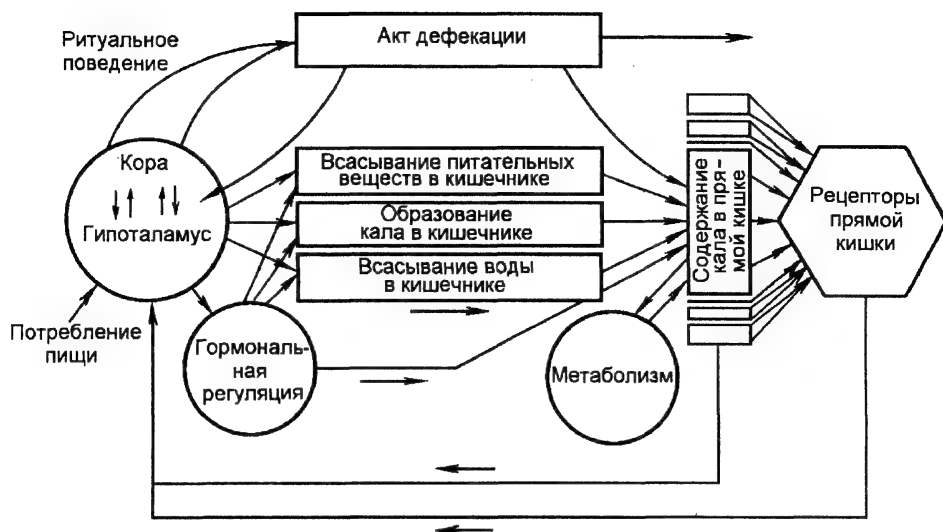 Ритуальное
поведение
Акт дефекации
Кора
Гипоталамус
Всасывание питательных
веществ в кишечнике
Образование
кала в кишечнике
Всасывание воды
в кишечнике
Содержание
кала в пря-
мой кишке
Рецепторы
прямой
кишки
Потребление
пищи
Гормональ-
ная
регуляция
Метаболизм